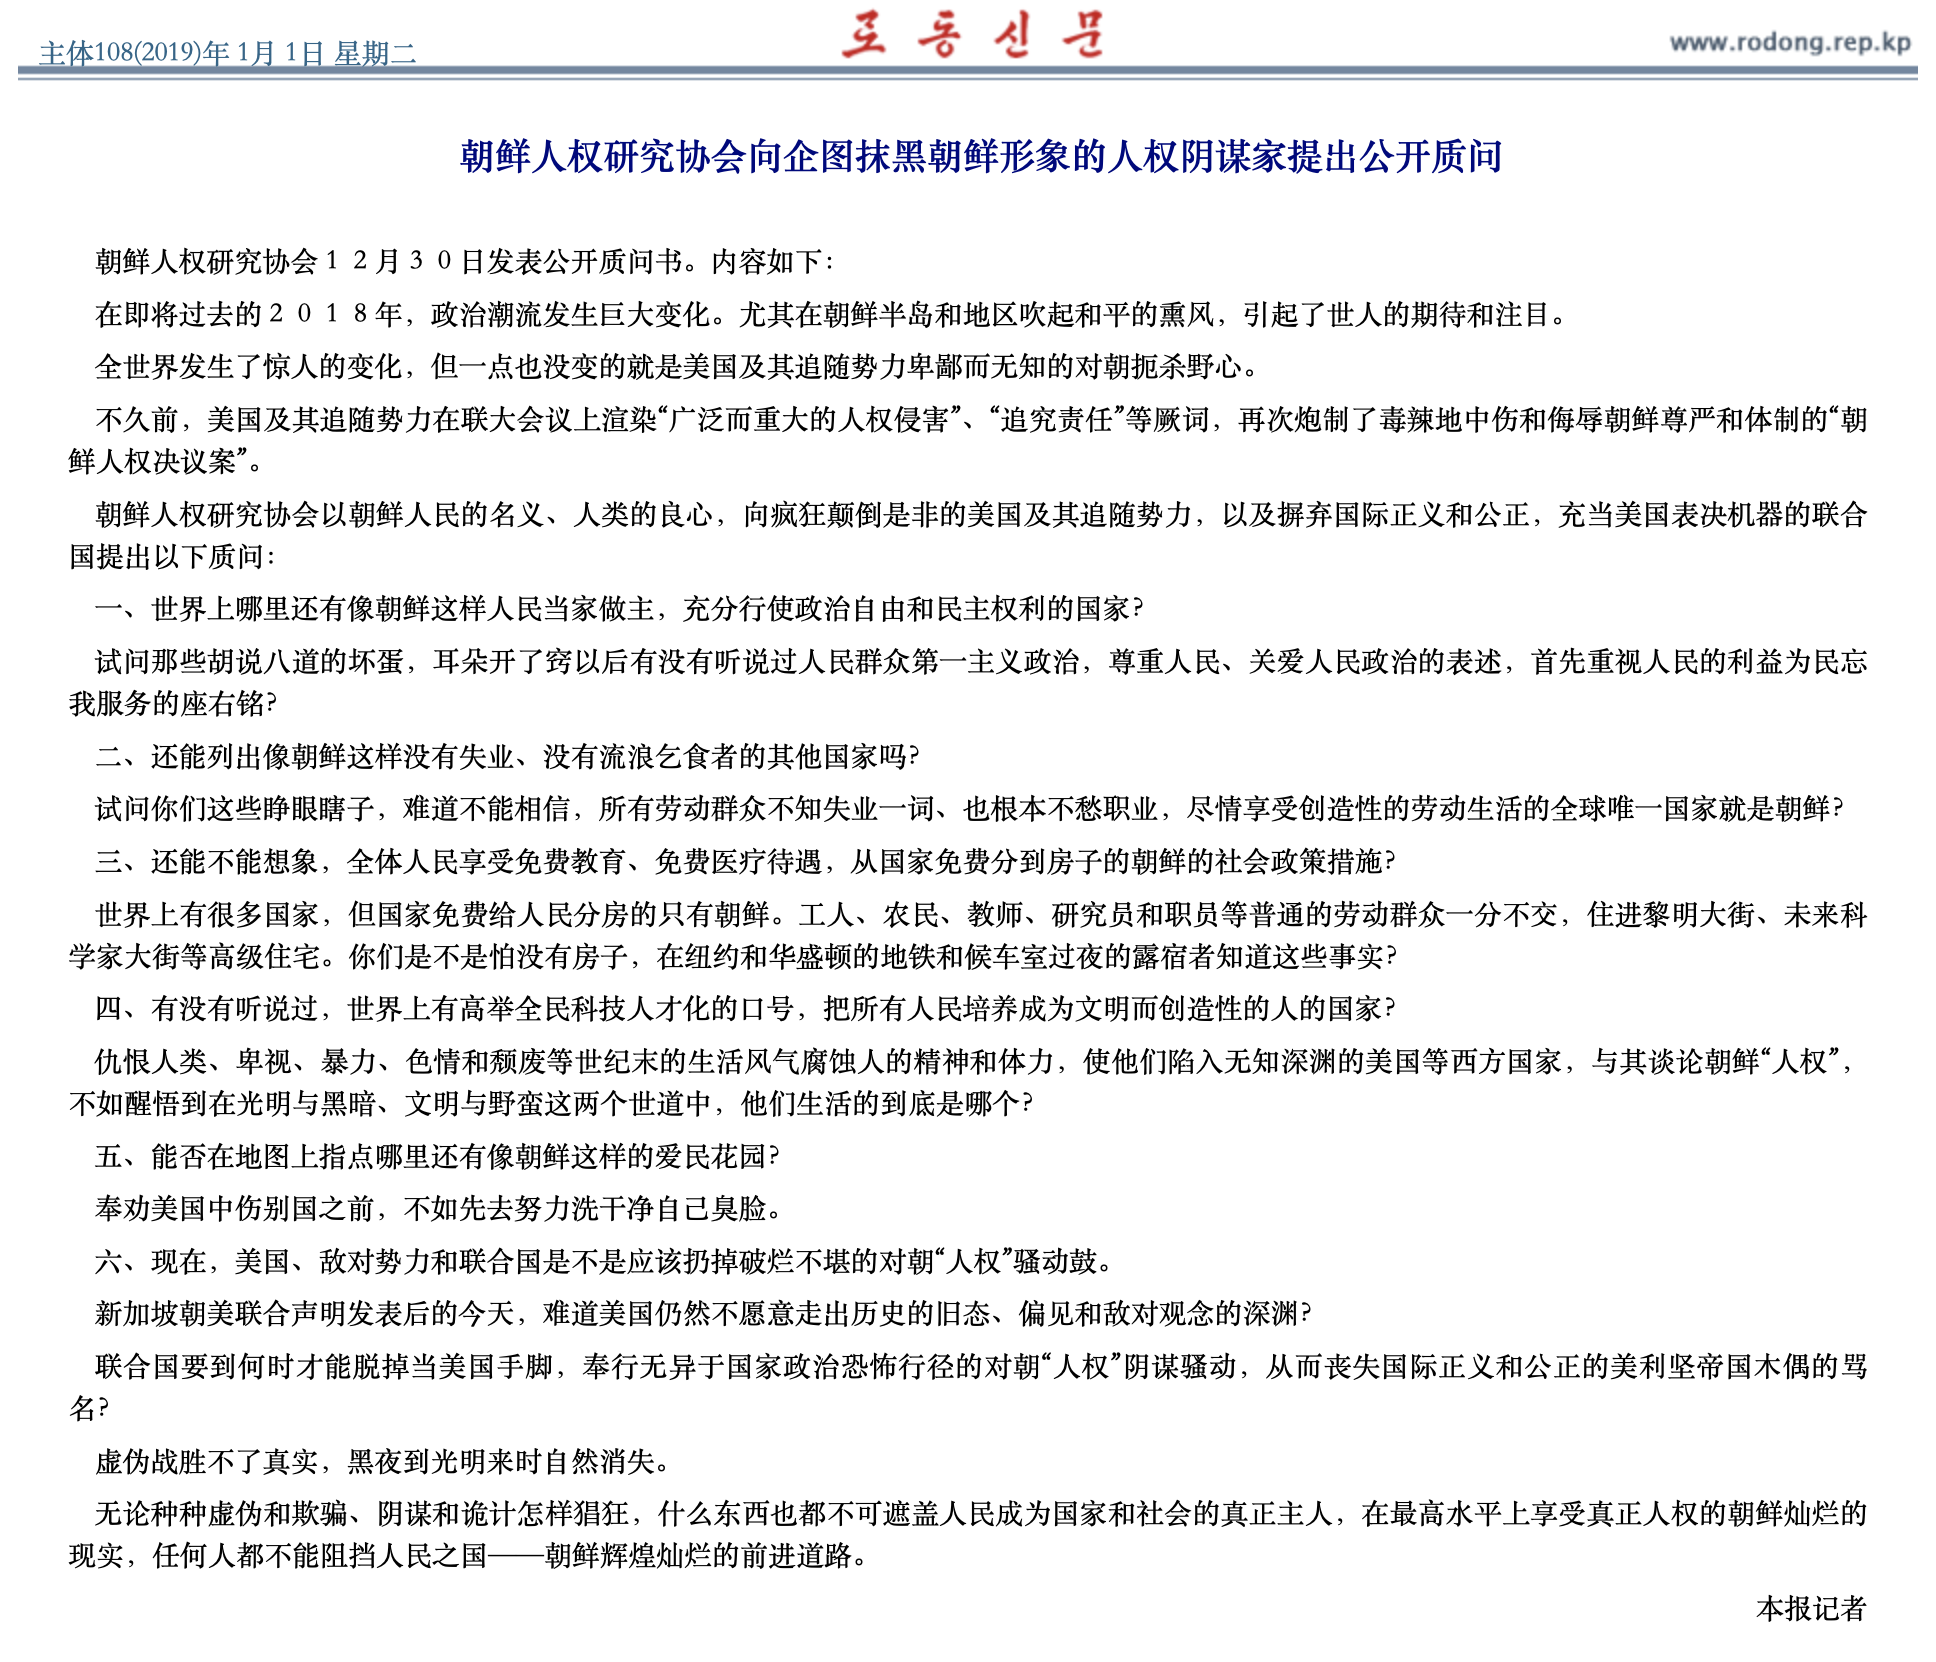 主体108(2019)年 1月 1日 星期二
로동신문
www.rodong.rep.kp
朝鲜人权研究协会向企图抹黑朝鲜形象的人权阴谋家提出公开质问
朝鲜人权研究协会１２月３０日发表公开质问书。内容如下：
在即将过去的２０１８年，政治潮流发生巨大变化。尤其在朝鲜半岛和地区吹起和平的熏风，引起了世人的期待和注目。
全世界发生了惊人的变化，但一点也没变的就是美国及其追随势力卑鄙而无知的对朝扼杀野心。
不久前，美国及其追随势力在联大会议上渲染“广泛而重大的人权侵害”、“追究责任”等厥词，再次炮制了毒辣地中伤和侮辱朝鲜尊严和体制的“朝
鲜人权决议案”。
朝鲜人权研究协会以朝鲜人民的名义、人类的良心，向疯狂颠倒是非的美国及其追随势力，以及摒弃国际正义和公正，充当美国表决机器的联合
国提出以下质问：
一、世界上哪里还有像朝鲜这样人民当家做主，充分行使政治自由和民主权利的国家？
试问那些胡说八道的坏蛋，耳朵开了窍以后有没有听说过人民群众第一主义政治，尊重人民、关爱人民政治的表述，首先重视人民的利益为民忘
我服务的座右铭？
二、还能列出像朝鲜这样没有失业、没有流浪乞食者的其他国家吗？
试问你们这些睁眼瞎子，难道不能相信，所有劳动群众不知失业一词、也根本不愁职业，尽情享受创造性的劳动生活的全球唯一国家就是朝鲜？
三、还能不能想象，全体人民享受免费教育、免费医疗待遇，从国家免费分到房子的朝鲜的社会政策措施？
世界上有很多国家，但国家免费给人民分房的只有朝鲜。工人、农民、教师、研究员和职员等普通的劳动群众一分不交，住进黎明大街、未来科
学家大街等高级住宅。你们是不是怕没有房子，在纽约和华盛顿的地铁和候车室过夜的露宿者知道这些事实？
四、有没有听说过，世界上有高举全民科技人才化的口号，把所有人民培养成为文明而创造性的人的国家？
仇恨人类、卑视、暴力、色情和颓废等世纪末的生活风气腐蚀人的精神和体力，使他们陷入无知深渊的美国等西方国家，与其谈论朝鲜“人权”，
不如醒悟到在光明与黑暗、文明与野蛮这两个世道中，他们生活的到底是哪个？
五、能否在地图上指点哪里还有像朝鲜这样的爱民花园？
奉劝美国中伤别国之前，不如先去努力洗干净自己臭脸。
六、现在，美国、敌对势力和联合国是不是应该扔掉破烂不堪的对朝“人权”骚动鼓。
新加坡朝美联合声明发表后的今天，难道美国仍然不愿意走出历史的旧态、偏见和敌对观念的深渊？
联合国要到何时才能脱掉当美国手脚，奉行无异于国家政治恐怖行径的对朝“人权”阴谋骚动，从而丧失国际正义和公正的美利坚帝国木偶的骂
名？
虚伪战胜不了真实，黑夜到光明来时自然消失。
无论种种虚伪和欺骗、阴谋和诡计怎样猖狂，什么东西也都不可遮盖人民成为国家和社会的真正主人，在最高水平上享受真正人权的朝鲜灿烂的
现实，任何人都不能阻挡人民之国——朝鲜辉煌灿烂的前进道路。
本报记者